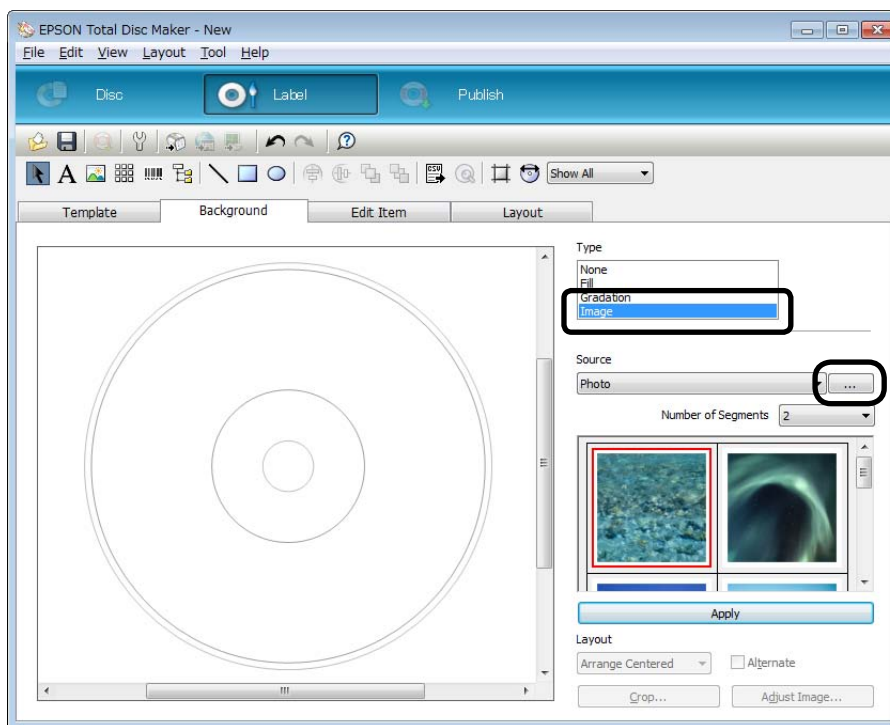 EPSON Total Disc Maker - New
File Edit View Layout Tool Help
Disc Label Publish
A CSV Show All
Template Background Edit Item Layout
Type
None
Fill
Gradation
Image
Source
Photo ...
Number of Segments 2
Apply
Layout
Arrange Centered Alternate
Crop... Adjust Image...